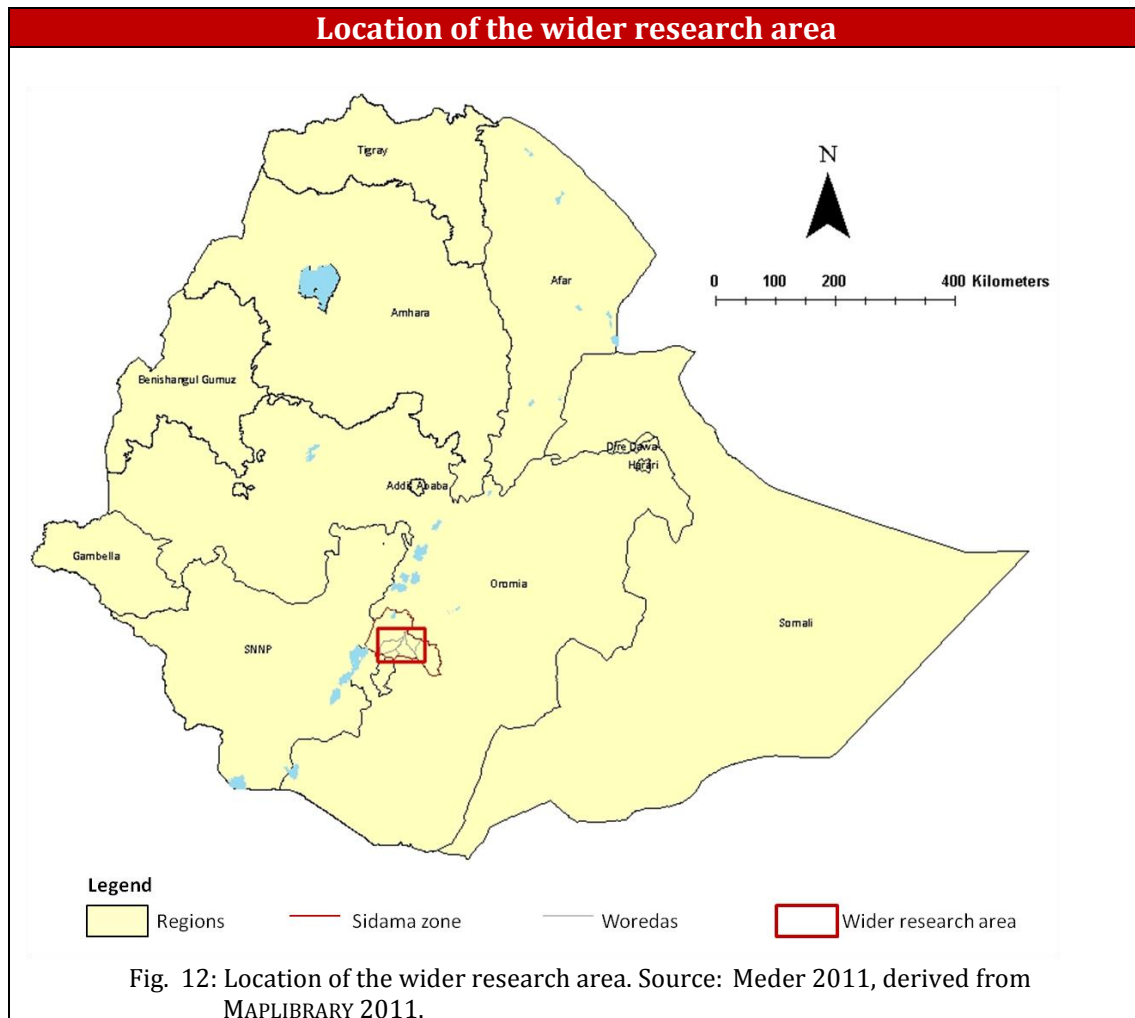 Location of the wider research area
Tigray
N
Afar
0 100 200 400 Kilometers
Amhara
Benishangul Gumuz
Dire Dawa
Harari
Addis Ababa
Gambella
Oromia
Somali
SNNP
Legend
Regions Sidama zone Woredas Wider research area
Fig. 12: Location of the wider research area. Source: Meder 2011, derived from
MAPLIBRARY 2011.